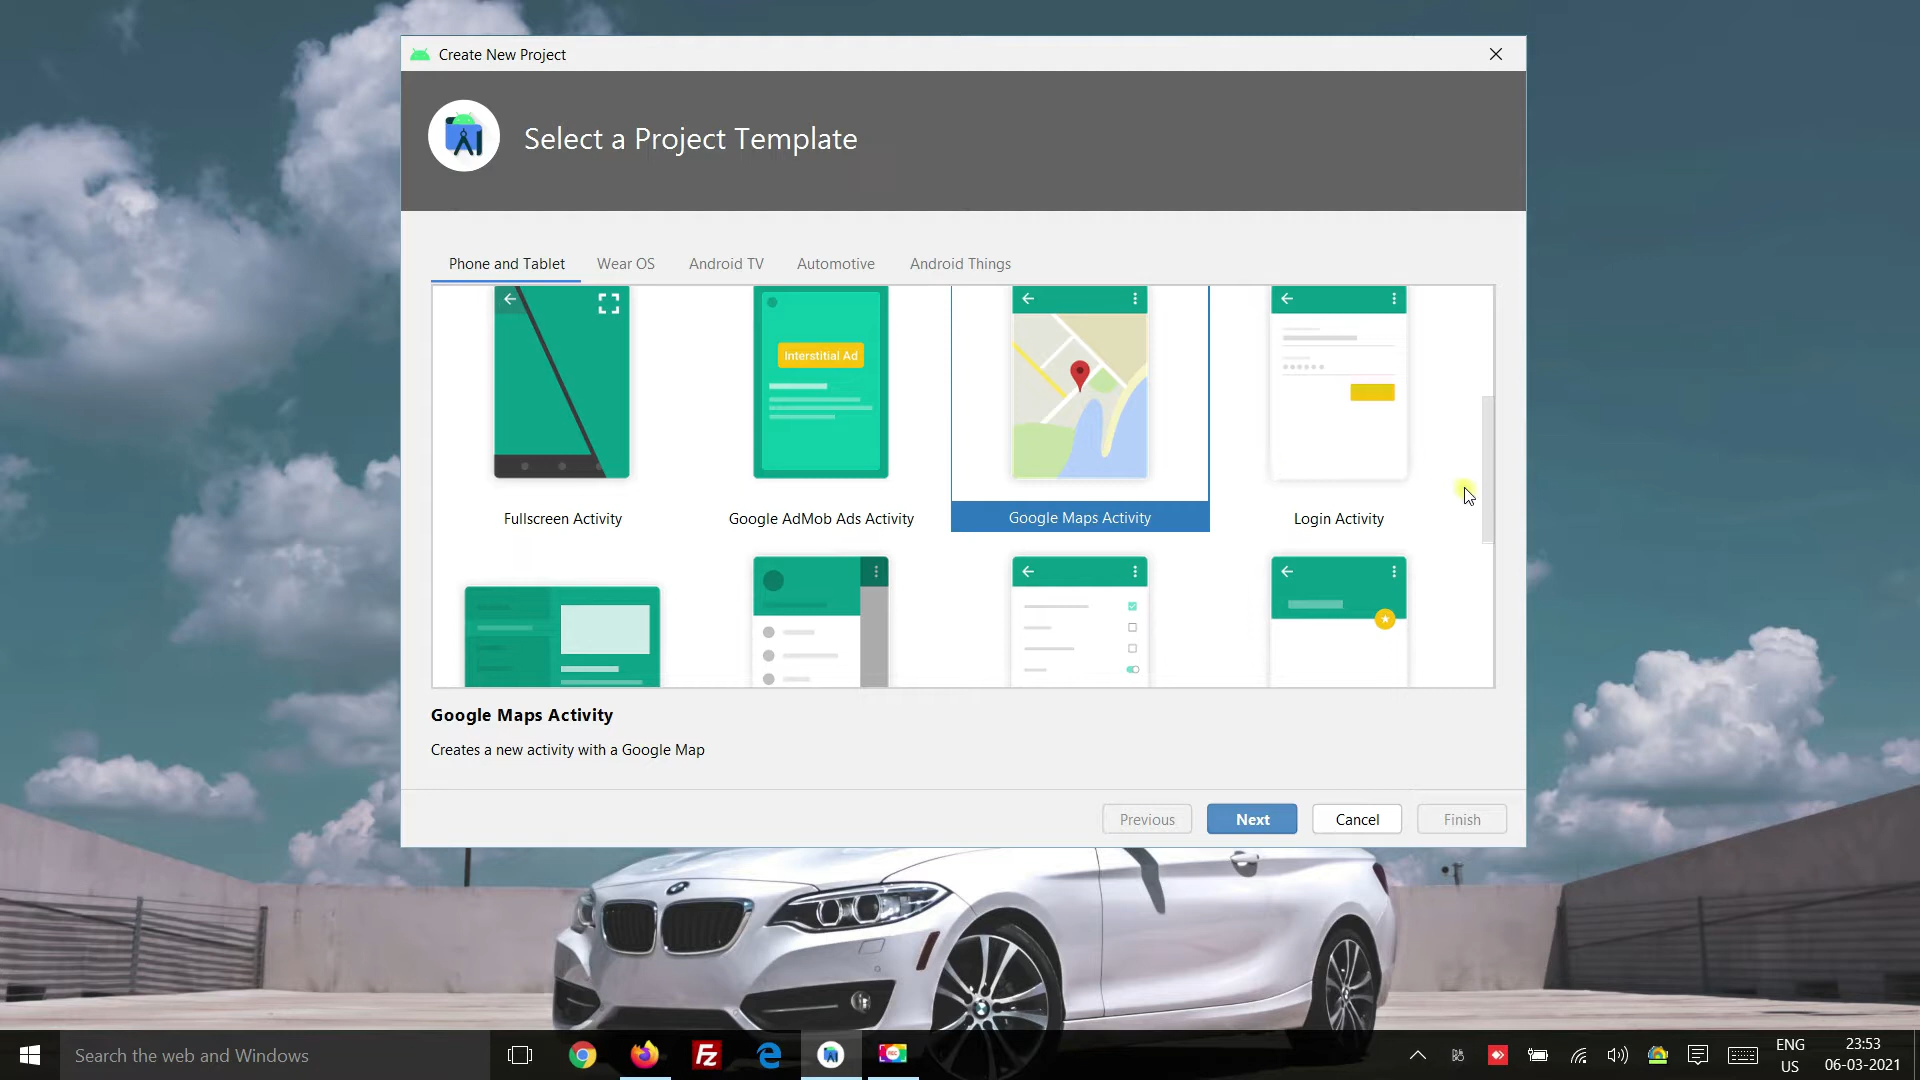 Create New Project
Select a Project Template
Phone and Tablet
Wear OS
Android TV
Automotive
Android Things
Interstitial Ad
Fullscreen Activity
Google AdMob Ads Activity
Google Maps Activity
Login Activity
Google Maps Activity
Creates a new activity with a Google Map
Previous
Next
Cancel
Finish
Search the web and Windows
REC
ENG
US
23:53
06-03-2021